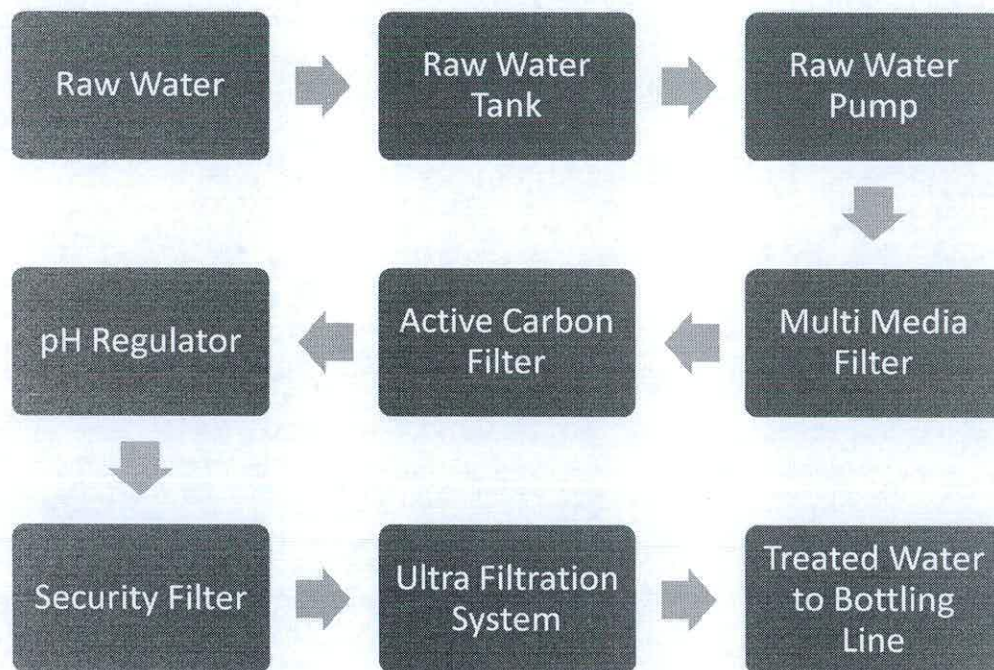 Raw Water
Raw Water
Tank
Raw Water
Pump
Multi Media
Filter
Active Carbon
Filter
pH Regulator
Security Filter
Ultra Filtration
System
Treated Water
to Bottling
Line